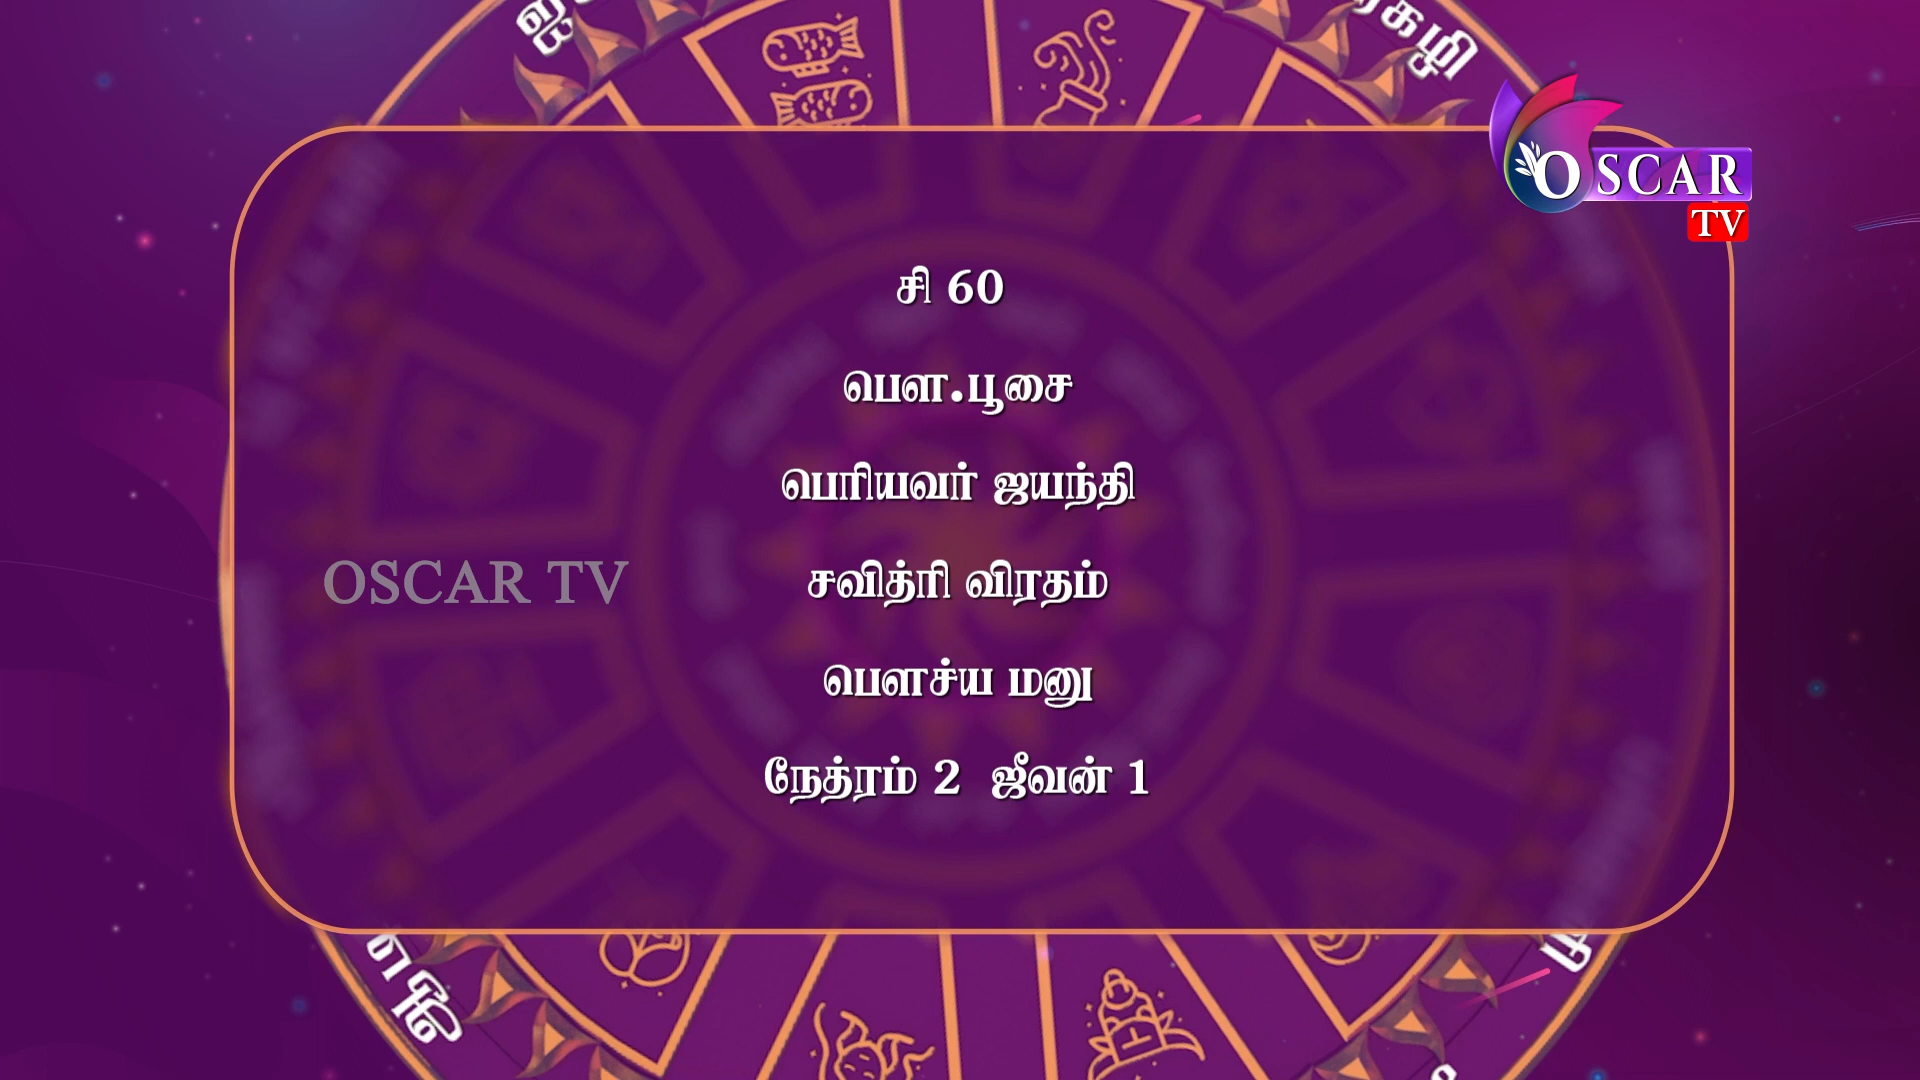 OSCAR
TV
சி 60
பௌ.பூசை
பெரியவர் ஜயந்தி
சவித்ரி விரதம்
OSCAR TV
பௌச்ய மனு
நேத்ரம் 2 ஜீவன் 1